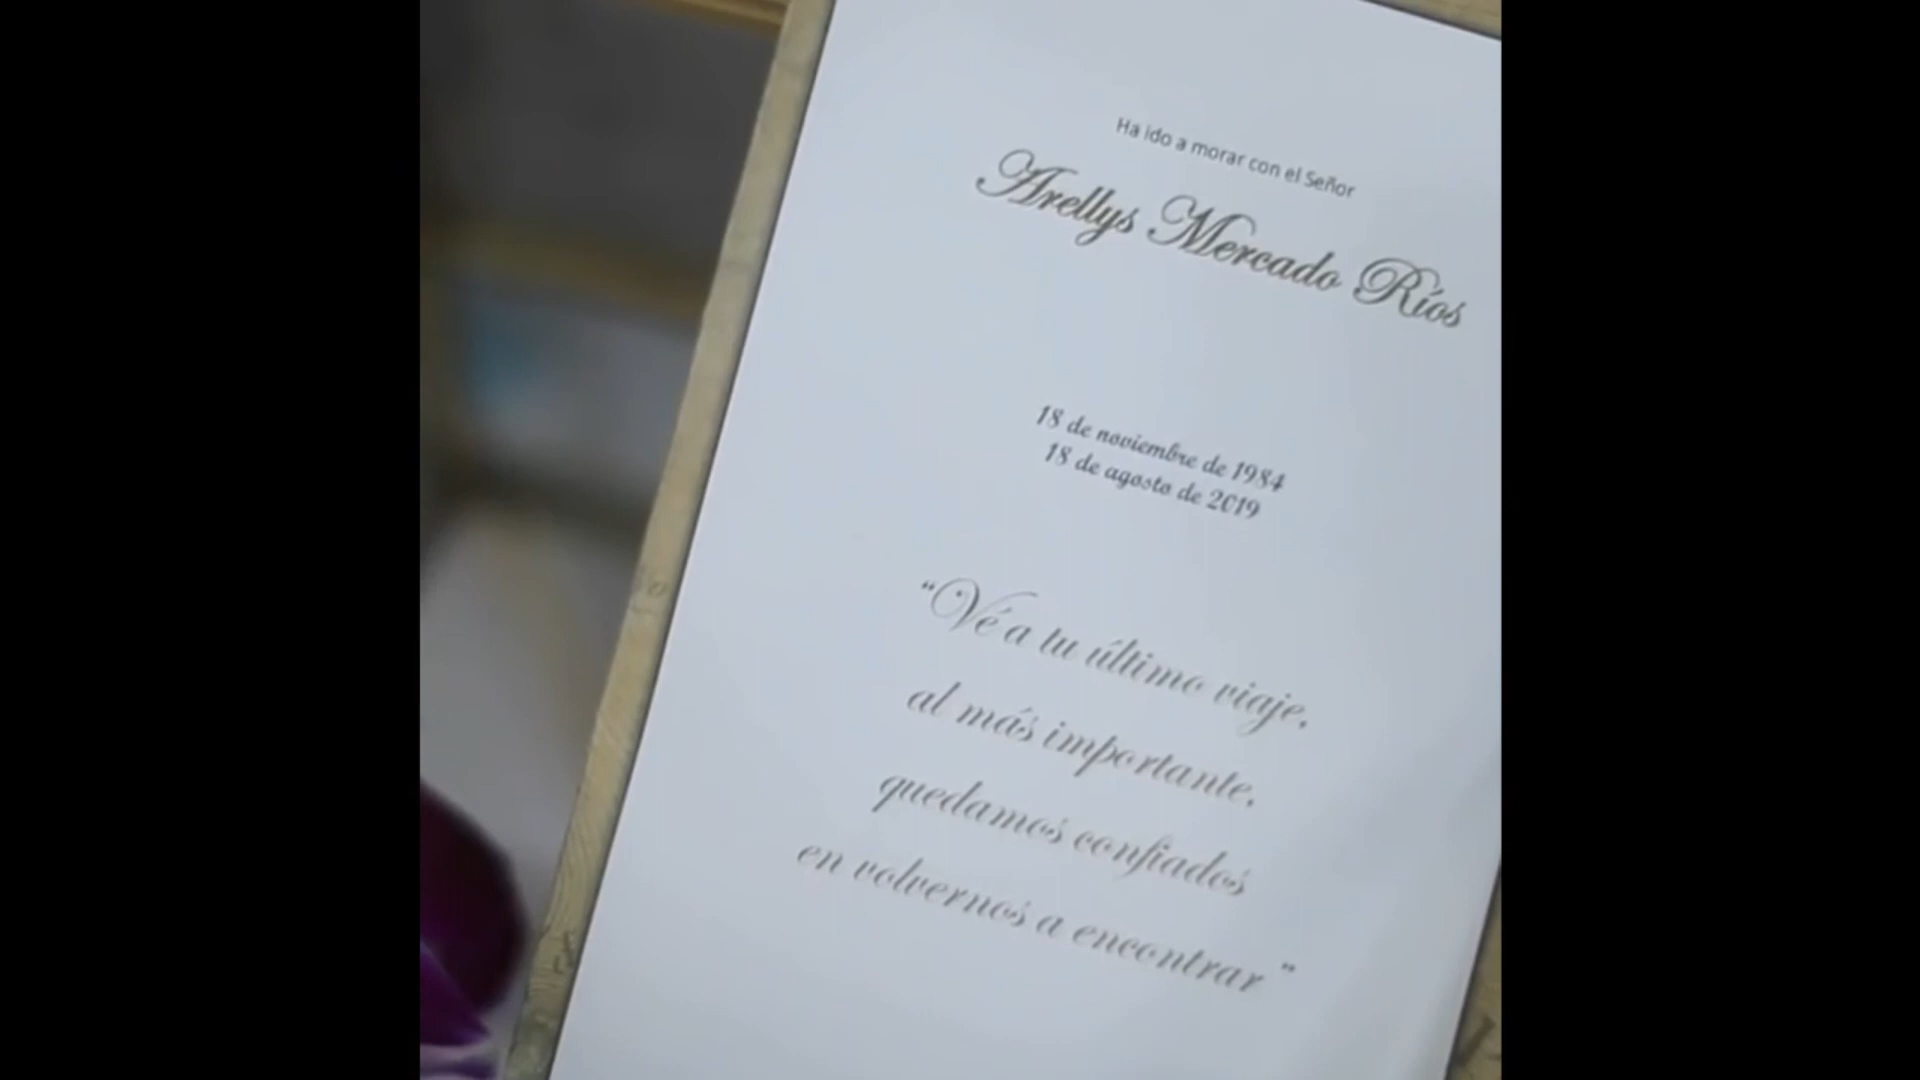 Ha ido a morar con el Señor
Arellys Mercado Ríos
18 de noviembre de 1984
18 de agosto de 2019
“Vé a tu último viaje,
al más importante,
quedamos confiados
en volvernos a encontrar ”